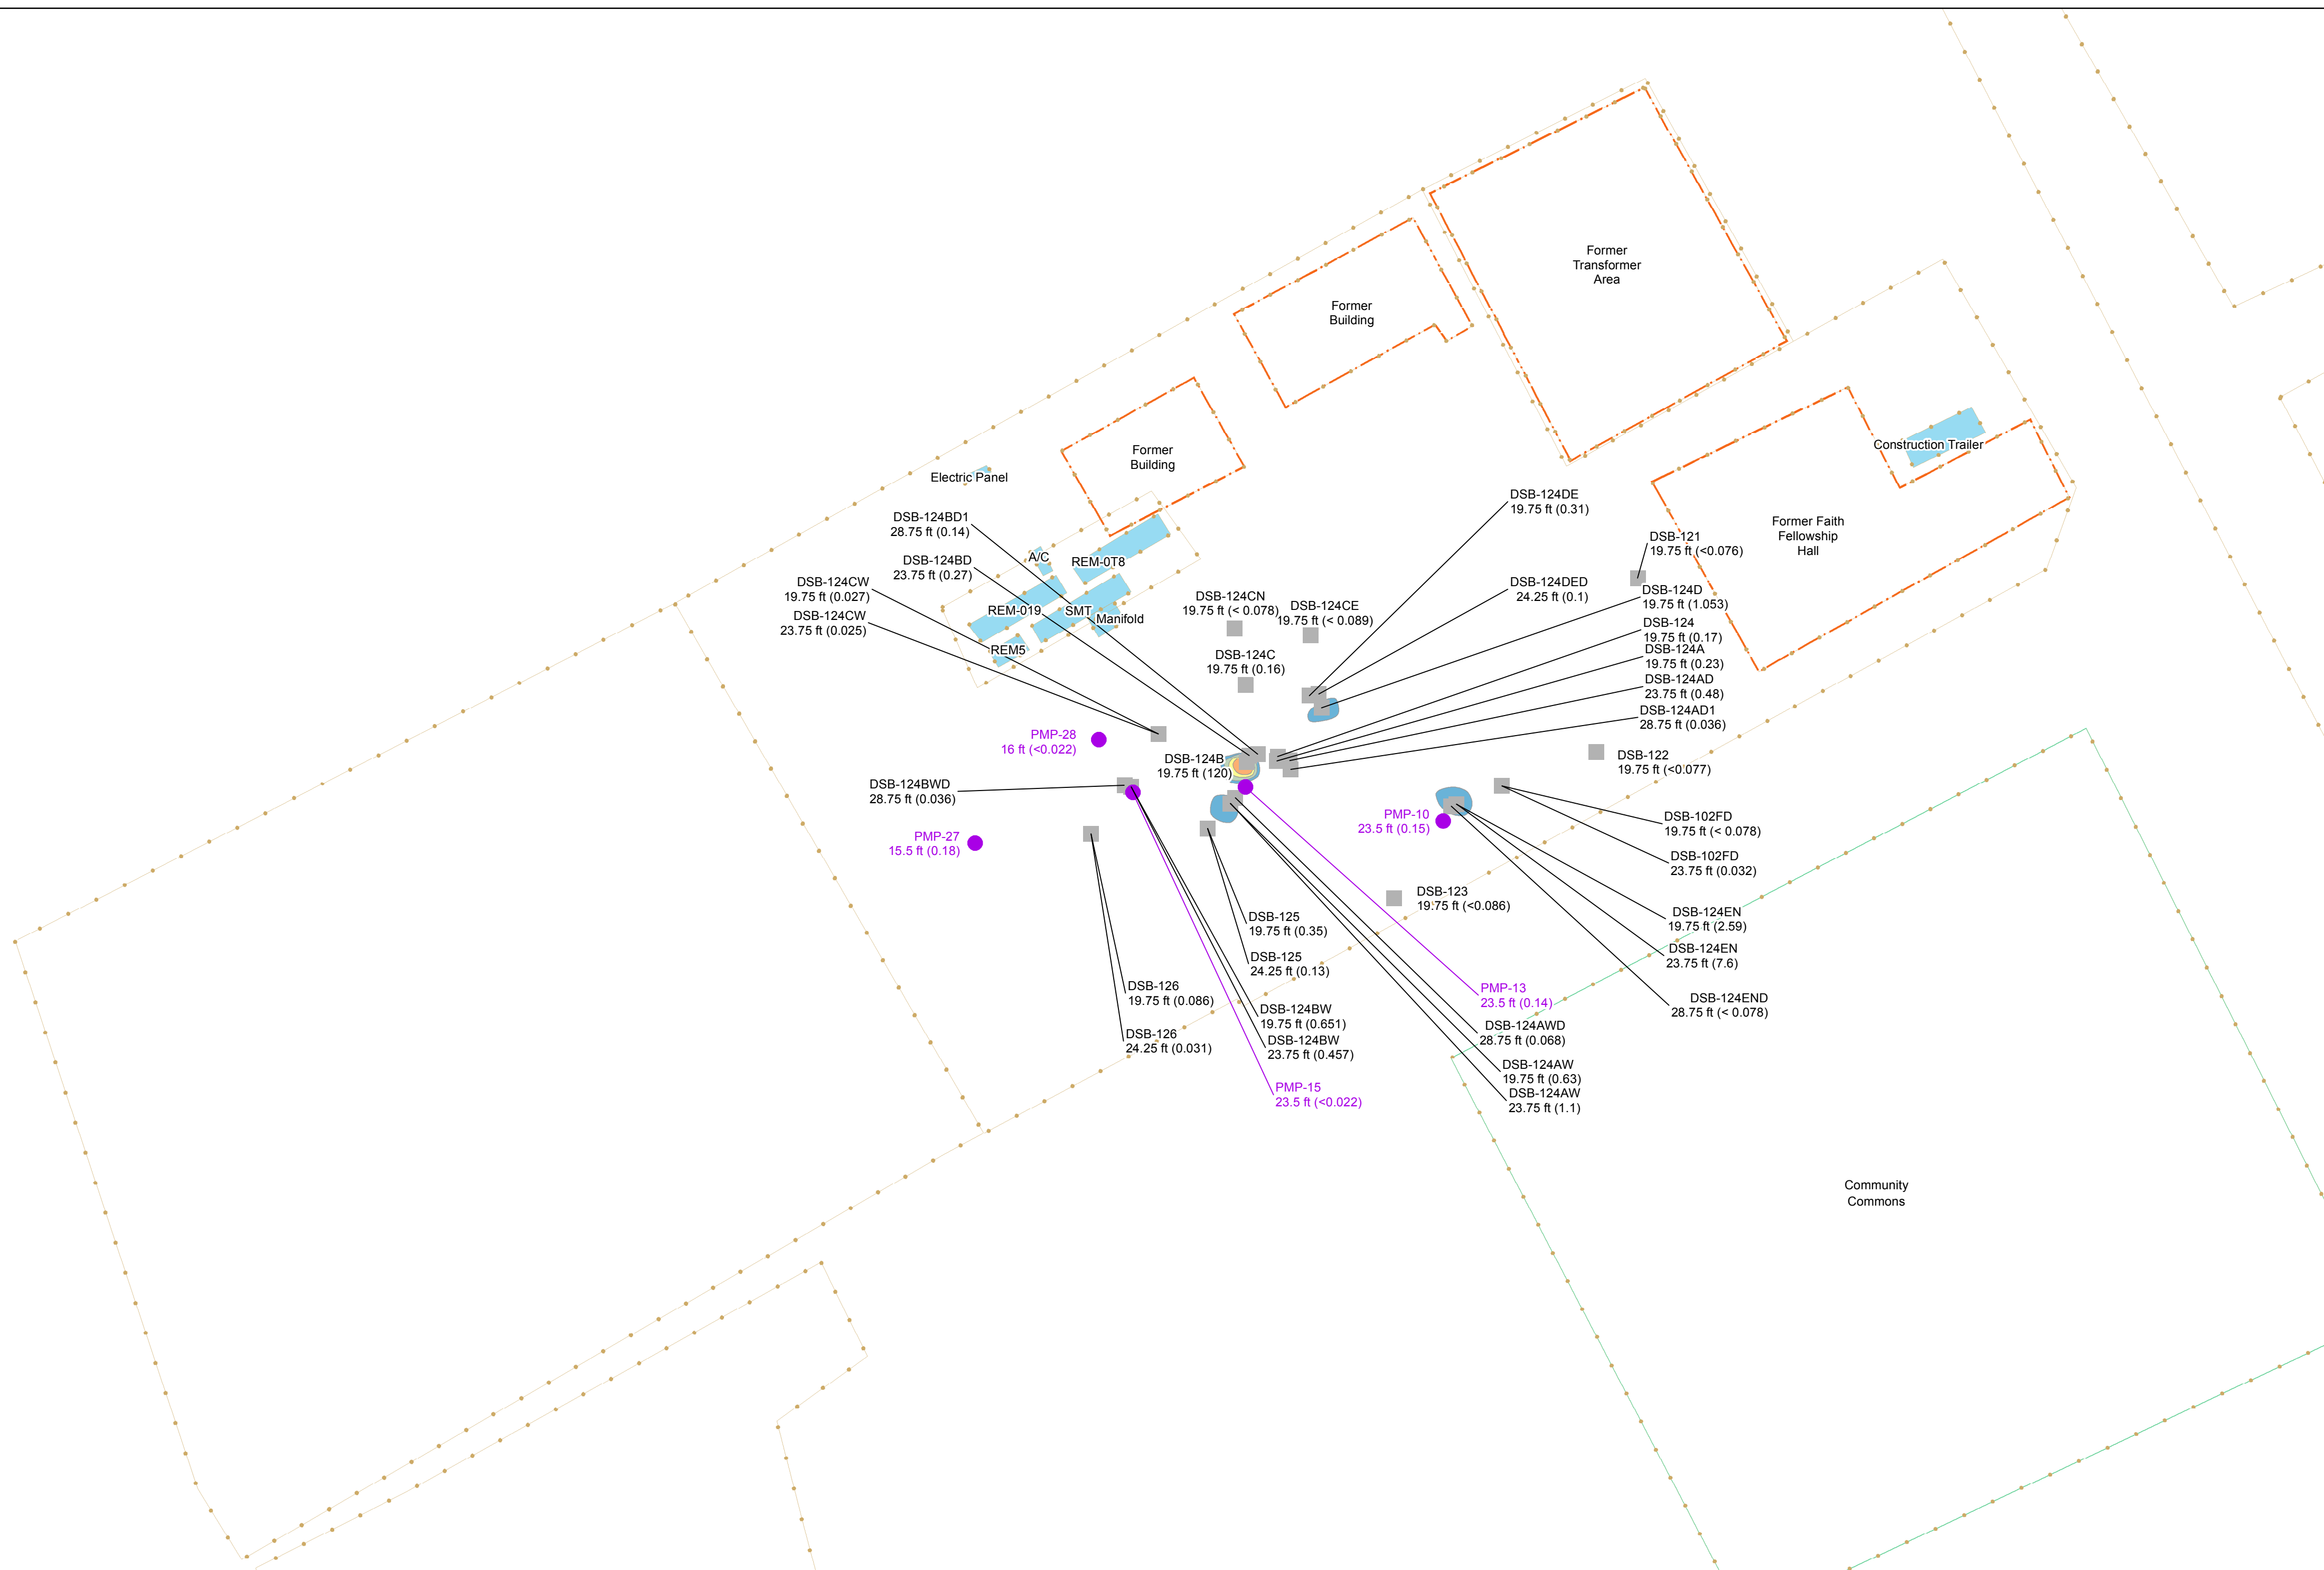 Former
Transformer
Area
Former
Building
Former
Building
Construction Trailer
Electric Panel
Former Faith
Fellowship
Hall
DSB-124DE
19.75 ft (0.31)
DSB-124BD1
28.75 ft (0.14)
DSB-121
19.75 ft (<0.076)
A/C
REM-0T8
DSB-124BD
23.75 ft (0.27)
DSB-124CW
19.75 ft (0.027)
DSB-124DED
24.25 ft (0.1)
DSB-124D
19.75 ft (1.053)
DSB-124CN
19.75 ft (< 0.078)
DSB-124CE
19.75 ft (< 0.089)
REM-019
SMT
Manifold
DSB-124CW
23.75 ft (0.025)
DSB-124
19.75 ft (0.17)
REM5
DSB-124C
19.75 ft (0.16)
DSB-124A
19.75 ft (0.23)
DSB-124AD
23.75 ft (0.48)
DSB-124AD1
28.75 ft (0.036)
PMP-28
16 ft (<0.022)
DSB-124B
19.75 ft (120)
DSB-122
19.75 ft (<0.077)
DSB-124BWD
28.75 ft (0.036)
PMP-10
23.5 ft (0.15)
DSB-102FD
19.75 ft (< 0.078)
PMP-27
15.5 ft (0.18)
DSB-102FD
23.75 ft (0.032)
DSB-123
19.75 ft (<0.086)
DSB-125
19.75 ft (0.35)
DSB-124EN
19.75 ft (2.59)
DSB-125
24.25 ft (0.13)
DSB-124EN
23.75 ft (7.6)
DSB-126
19.75 ft (0.086)
PMP-13
23.5 ft (0.14)
DSB-124END
28.75 ft (< 0.078)
DSB-124BW
19.75 ft (0.651)
DSB-126
24.25 ft (0.031)
DSB-124BW
23.75 ft (0.457)
DSB-124AWD
28.75 ft (0.068)
DSB-124AW
19.75 ft (0.63)
PMP-15
23.5 ft (<0.022)
DSB-124AW
23.75 ft (1.1)
Community
Commons